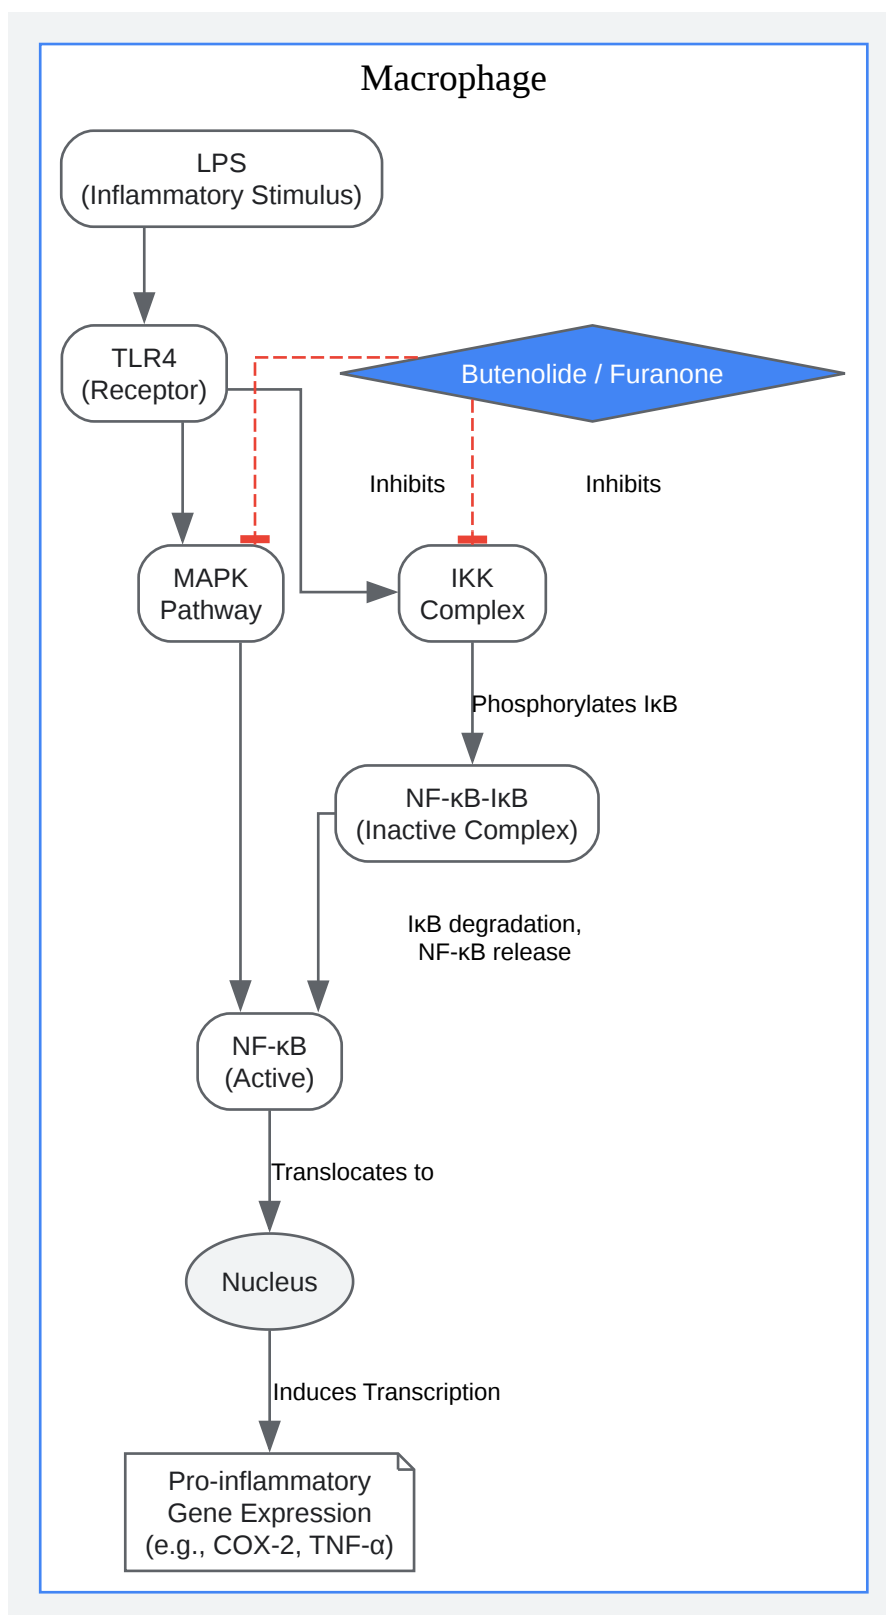 Macrophage
LPS
(Inflammatory Stimulus)
TLR4
(Receptor)
Butenolide / Furanone
Inhibits
Inhibits
MAPK
Pathway
IKK
Complex
Phosphorylates IκB
NF-κB-IκB
(Inactive Complex)
IκB degradation,
NF-κB release
NF-κB
(Active)
Translocates to
Nucleus
Induces Transcription
Pro-inflammatory
Gene Expression
(e.g., COX-2, TNF-α)